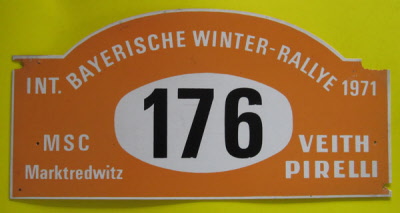 INT. BAYERISCHE WINTER-RALLYE 1971
176
MSC
Marktredwitz
VEITH
PIRELLI